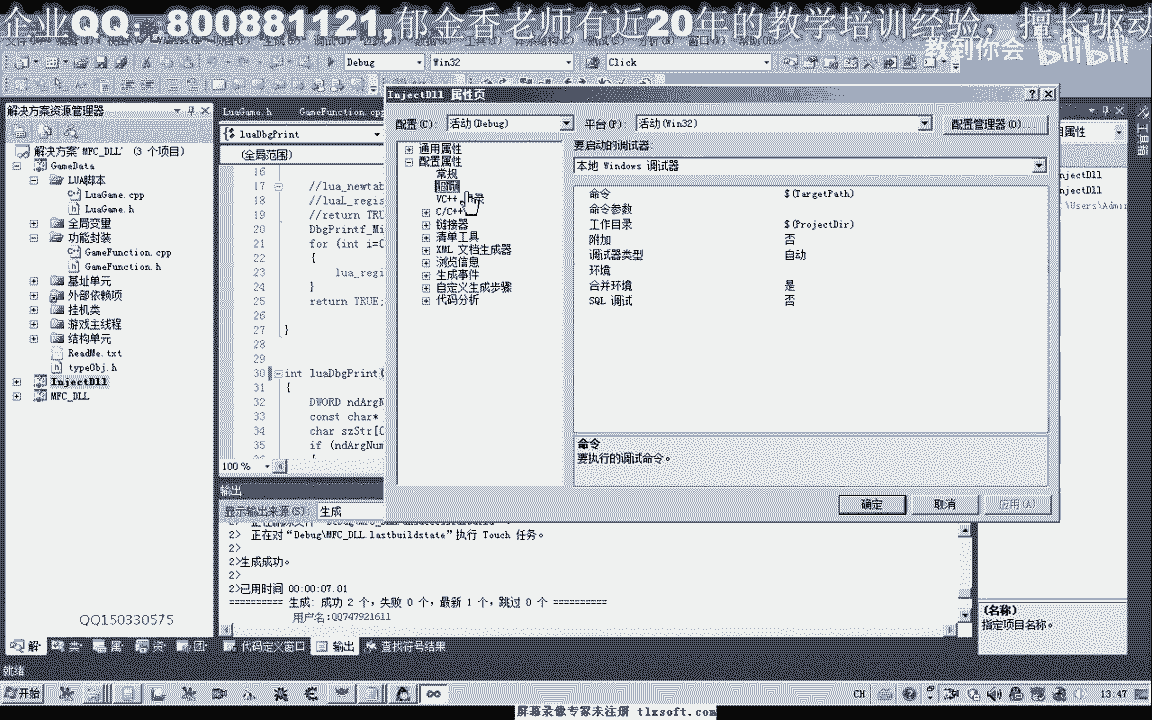 企业QQ:800881121,郁金香老师有近20年的教学培训经验,擅长驱动
教到你会 bilibili
Debug
Win32
Click
解决方案资源管理器
解决方案"MFC_DLL" (3 个项目)
GameData
LUA脚本
LuaGame.cpp
LuaGame.h
全局变量
功能封装
GameFunction.cpp
GameFunction.h
基址单元
外部依赖项
挂机类
游戏主线程
结构单元
ReadMe.txt
typeObj.h
InjectDll
MFC_DLL
QQ150330575
LuaGame.h
GameFunction.cpp
luaDbgPrint
(全局范围)
16
17 //lua_newtab
18 //luaL_regis
19 //return TRU
20 DbgPrintf_Mi
21 for (int i=0
22 {
23 lua_regi
24 }
25 return TRUE;
26
27 }
28
29
30 int luaDbgPrint(
31 {
32 DWORD ndArgN
33 const char*
34 char szStr[
35 if (ndArgNum
36
100 %
InjectDll 属性页
配置(C):
活动(Debug)
平台(P):
活动(Win32)
配置管理器(O)
通用属性
配置属性
常规
调试
VC++ 目录
C/C++
链接器
清单工具
XML 文档生成器
浏览信息
生成事件
自定义生成步骤
代码分析
要启动的调试器:
本地 Windows 调试器
命令 $(TargetPath)
命令参数
工作目录 $(ProjectDir)
附加 否
调试器类型 自动
环境
合并环境 是
SQL 调试 否
命令
要执行的调试命令。
确定
取消
应用(A)
属性
njectDll
njectDll
\Users\Admi
工具箱
(名称)
指定项目名称。
输出
显示输出来源(S):
生成
2> 正在对"Debug\MFC_DLL.lastbuildstate"执行 Touch 任务。
2>
2>生成成功。
2>
2>已用时间 00:00:07.01
========== 生成: 成功 2 个,失败 0 个,最新 1 个,跳过 0 个 ==========
用户名:QQ747921611
解
类
属
资
团
代码定义窗口
输出
查找符号结果
就绪
开始
CH
13:47
屏幕录像专家未注册 tlxsoft.com